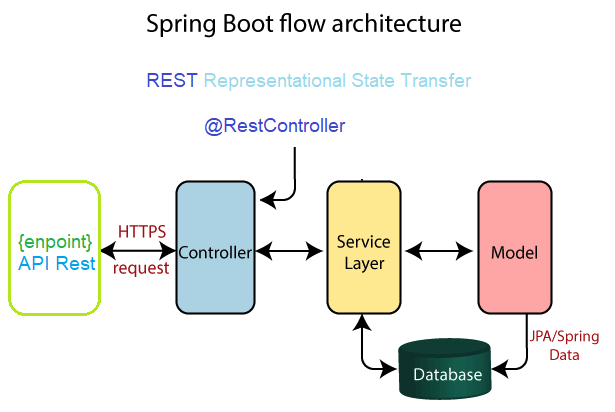 Spring Boot flow architecture
REST Representational State Transfer
@RestController
{enpoint}
API Rest
HTTPS
request
Controller
Service
Layer
Model
JPA/Spring
Data
Database